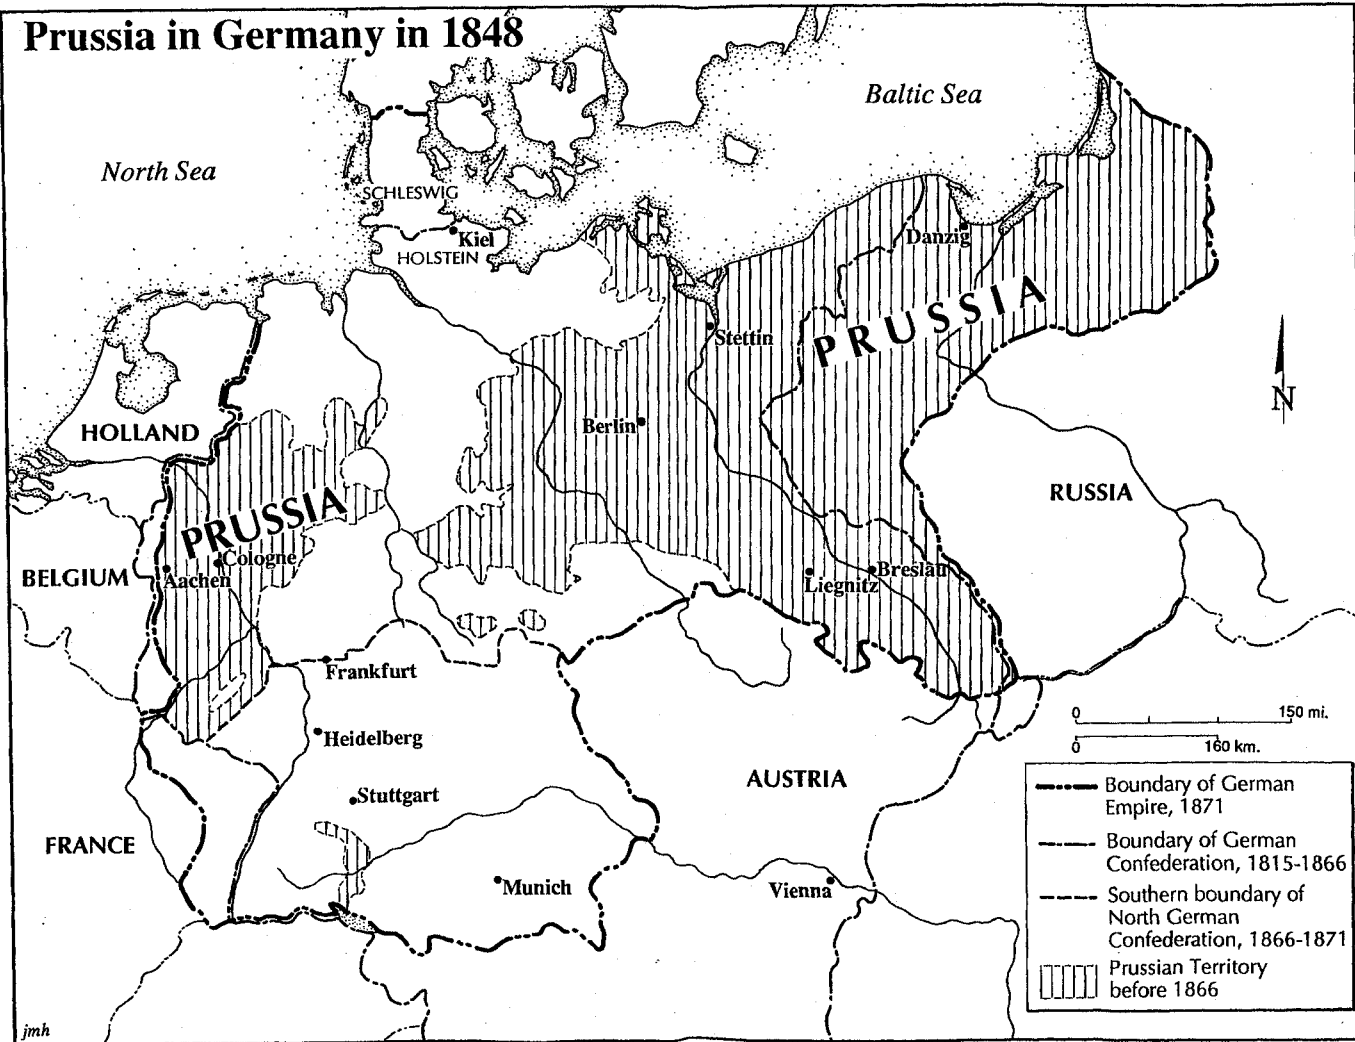 Prussia in Germany in 1848
Baltic Sea
North Sea
SCHLESWIG
Kiel
HOLSTEIN
Danzig
PRUSSIA
Stettin
N
HOLLAND
Berlin
RUSSIA
PRUSSIA
Cologne
BELGIUM
Aachen
Breslau
Liegnitz
Frankfurt
0 150 mi.
0 160 km.
Heidelberg
AUSTRIA
Stuttgart
FRANCE
Munich
Vienna
Boundary of German
Empire, 1871
Boundary of German
Confederation, 1815-1866
Southern boundary of
North German
Confederation, 1866-1871
Prussian Territory
before 1866
jmh